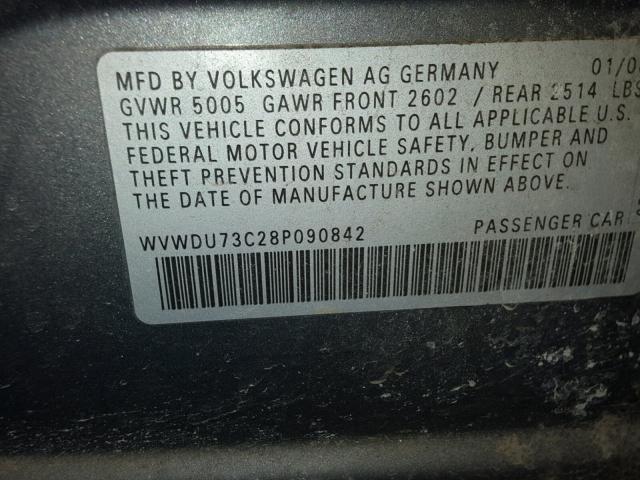 MFD BY VOLKSWAGEN AG GERMANY 01/0
GVWR 5005 GAWR FRONT 2602 / REAR 2514 LBS
THIS VEHICLE CONFORMS TO ALL APPLICABLE U.S.
FEDERAL MOTOR VEHICLE SAFETY, BUMPER AND
THEFT PREVENTION STANDARDS IN EFFECT ON
THE DATE OF MANUFACTURE SHOWN ABOVE.
WVWDU73C28P090842 PASSENGER CAR